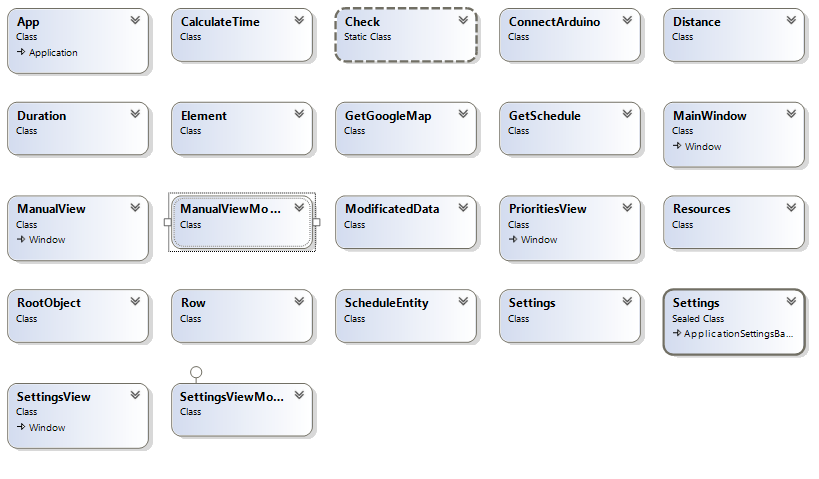 App
Class
Application
CalculateTime
Class
Check
Static Class
ConnectArduino
Class
Distance
Class
Duration
Class
Element
Class
GetGoogleMap
Class
GetSchedule
Class
MainWindow
Class
Window
ManualView
Class
Window
ManualViewMo...
Class
ModificatedData
Class
PrioritiesView
Class
Window
Resources
Class
RootObject
Class
Row
Class
ScheduleEntity
Class
Settings
Class
Settings
Sealed Class
ApplicationSettingsBa...
SettingsView
Class
Window
SettingsViewMo...
Class